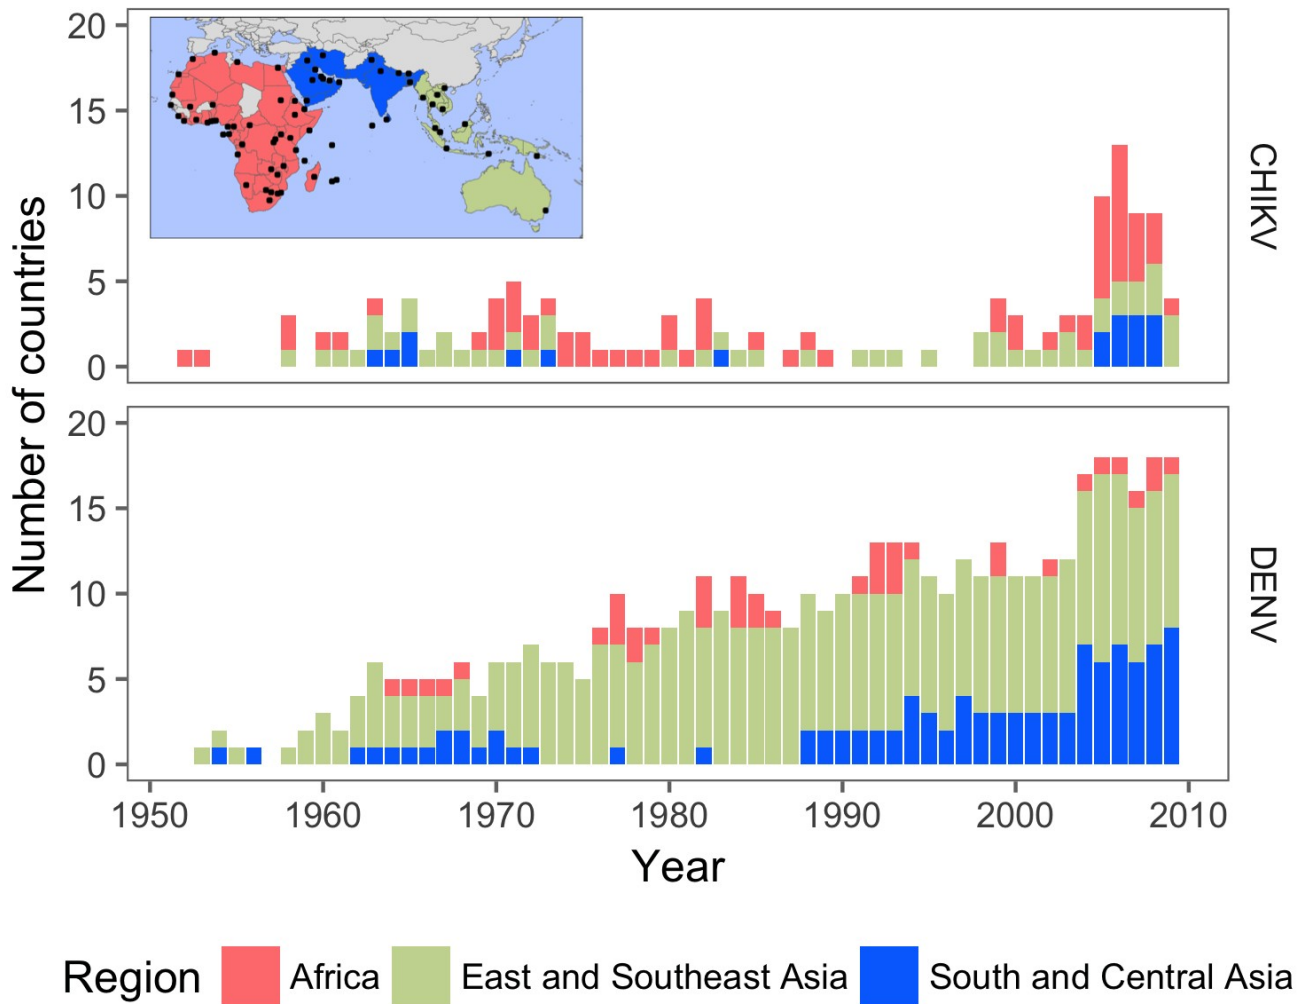 Number of countries
20
15
10
5
0
CHIKV
20
15
10
5
0
DENV
1950 1960 1970 1980 1990 2000 2010
Year
Region Africa East and Southeast Asia South and Central Asia